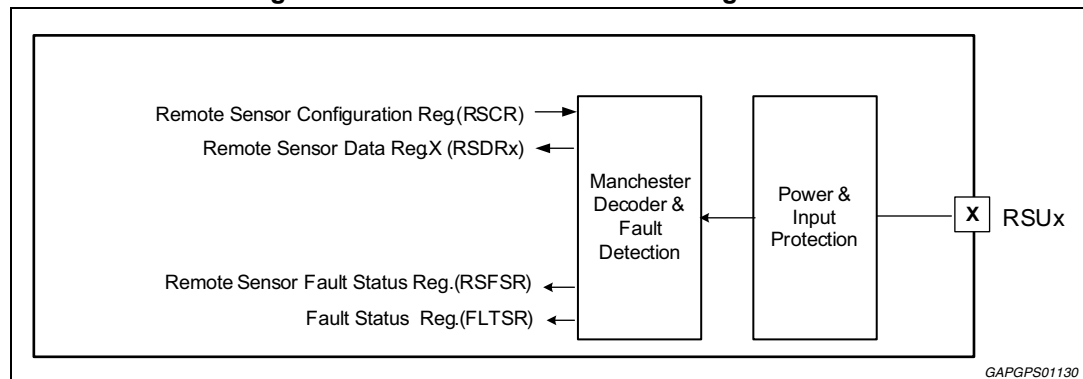 Remote Sensor Configuration Reg.(RSCR)
Remote Sensor Data Reg.X (RSDRx)
Manchester
Decoder &
Fault
Detection
Power &
Input
Protection
X
RSUx
Remote Sensor Fault Status Reg.(RSFSR)
Fault Status Reg.(FLTSR)
GAPGPS01130